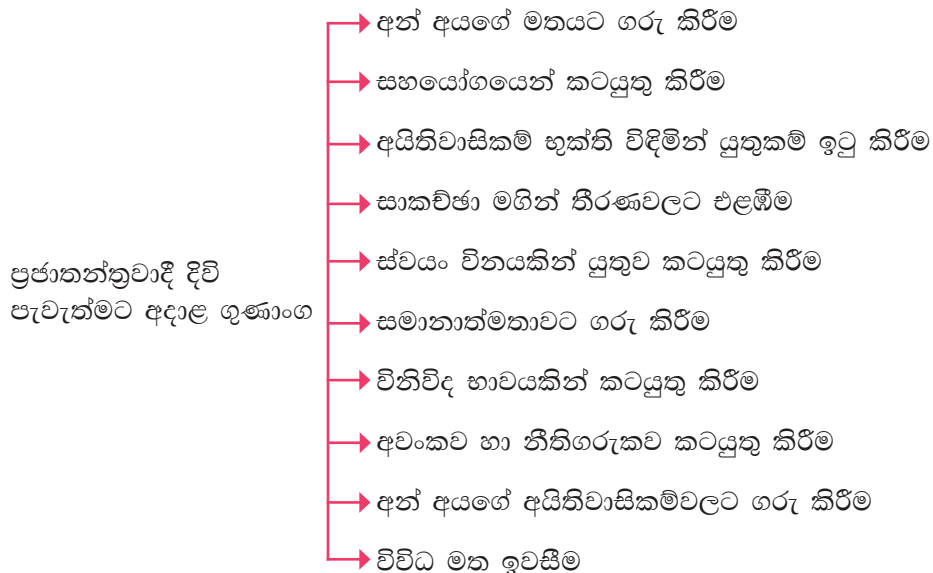 අන් අයගේ මතයට ගරු කිරීම
සහයෝගයෙන් කටයුතු කිරීම
අයිතිවාසිකම් භුක්ති විඳිමින් යුතුකම් ඉටු කිරීම
සාකච්ඡා මගින් තීරණවලට එළඹීම
ප්‍රජාතන්ත්‍රවාදී දිවි
පැවැත්මට අදාළ ගුණාංග
ස්වයං විනයකින් යුතුව කටයුතු කිරීම
සමානාත්මතාවට ගරු කිරීම
විනිවිද භාවයකින් කටයුතු කිරීම
අවංකව හා නීතිගරුකව කටයුතු කිරීම
අන් අයගේ අයිතිවාසිකම්වලට ගරු කිරීම
විවිධ මත ඉවසීම